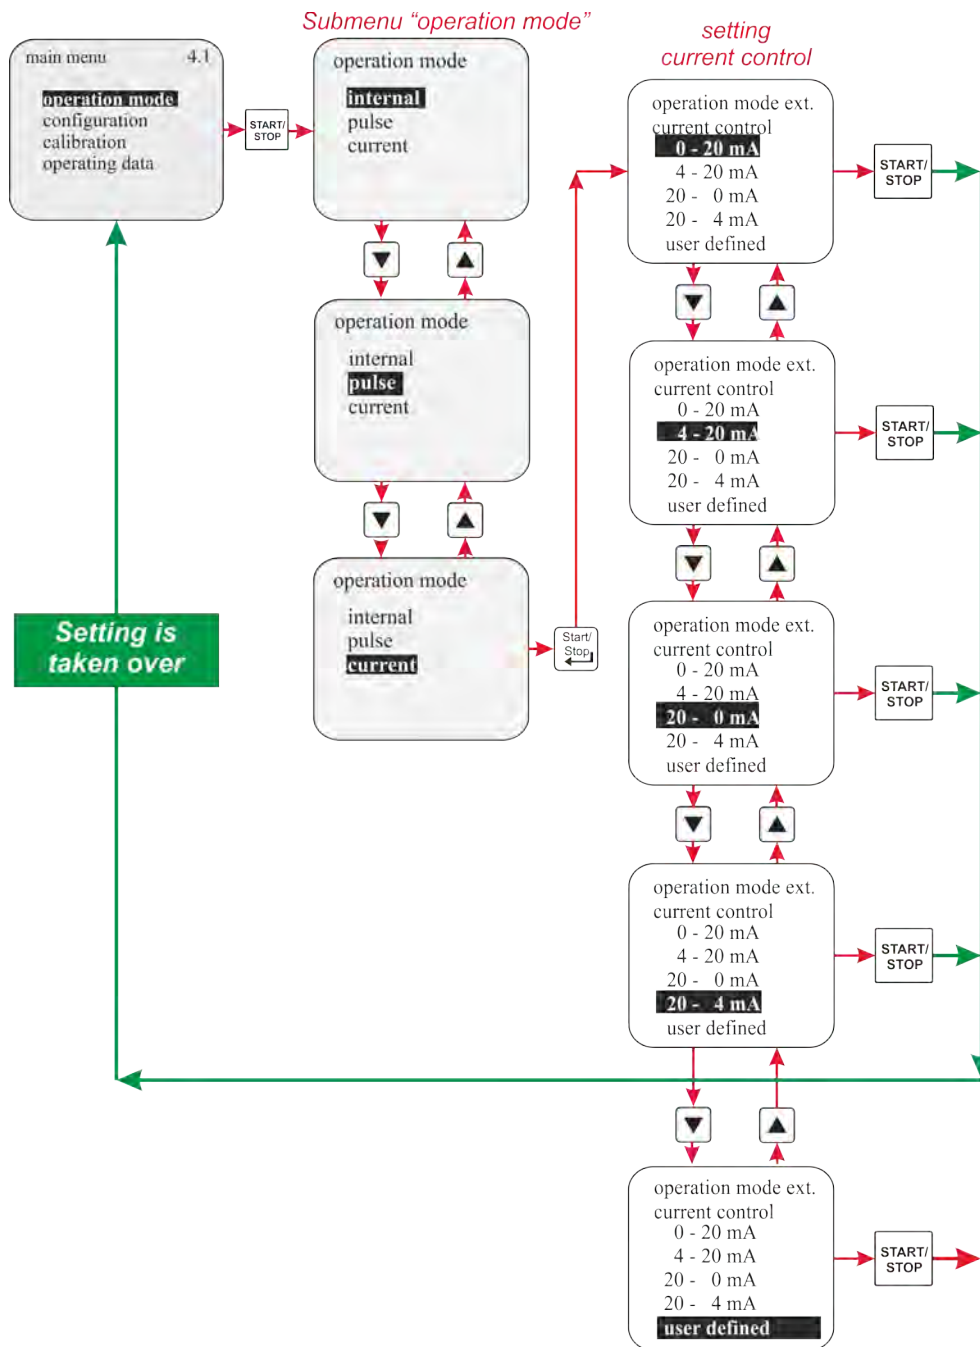 Submenu "operation mode"
setting
current control
main menu 4.1
operation mode
configuration
calibration
operating data
START/
STOP
operation mode
internal
pulse
current
▼ ▲
operation mode
internal
pulse
current
▼ ▲
operation mode
internal
pulse
current
Start/
Stop
Setting is
taken over
operation mode ext.
current control
0 - 20 mA
4 - 20 mA
20 - 0 mA
20 - 4 mA
user defined
START/
STOP
▼ ▲
operation mode ext.
current control
0 - 20 mA
4 - 20 mA
20 - 0 mA
20 - 4 mA
user defined
START/
STOP
▼ ▲
operation mode ext.
current control
0 - 20 mA
4 - 20 mA
20 - 0 mA
20 - 4 mA
user defined
START/
STOP
▼ ▲
operation mode ext.
current control
0 - 20 mA
4 - 20 mA
20 - 0 mA
20 - 4 mA
user defined
START/
STOP
▼ ▲
operation mode ext.
current control
0 - 20 mA
4 - 20 mA
20 - 0 mA
20 - 4 mA
user defined
START/
STOP